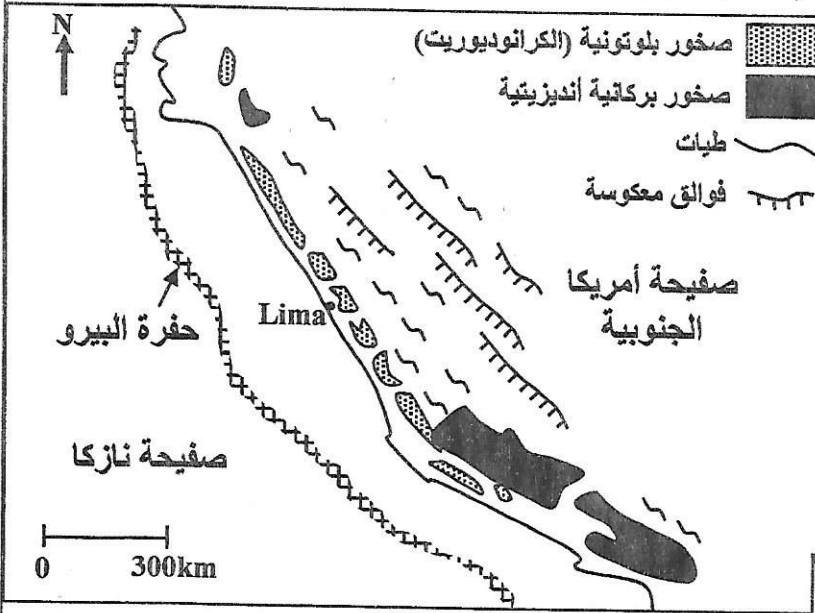 N
صخور بلوتونية (الكرانوديوريت)
صخور بركانية أنديزيتية
طيات
فوالق معكوسة
صفيحة أمريكا
الجنوبية
Lima
حفرة البيرو
صفيحة نازكا
0 300km